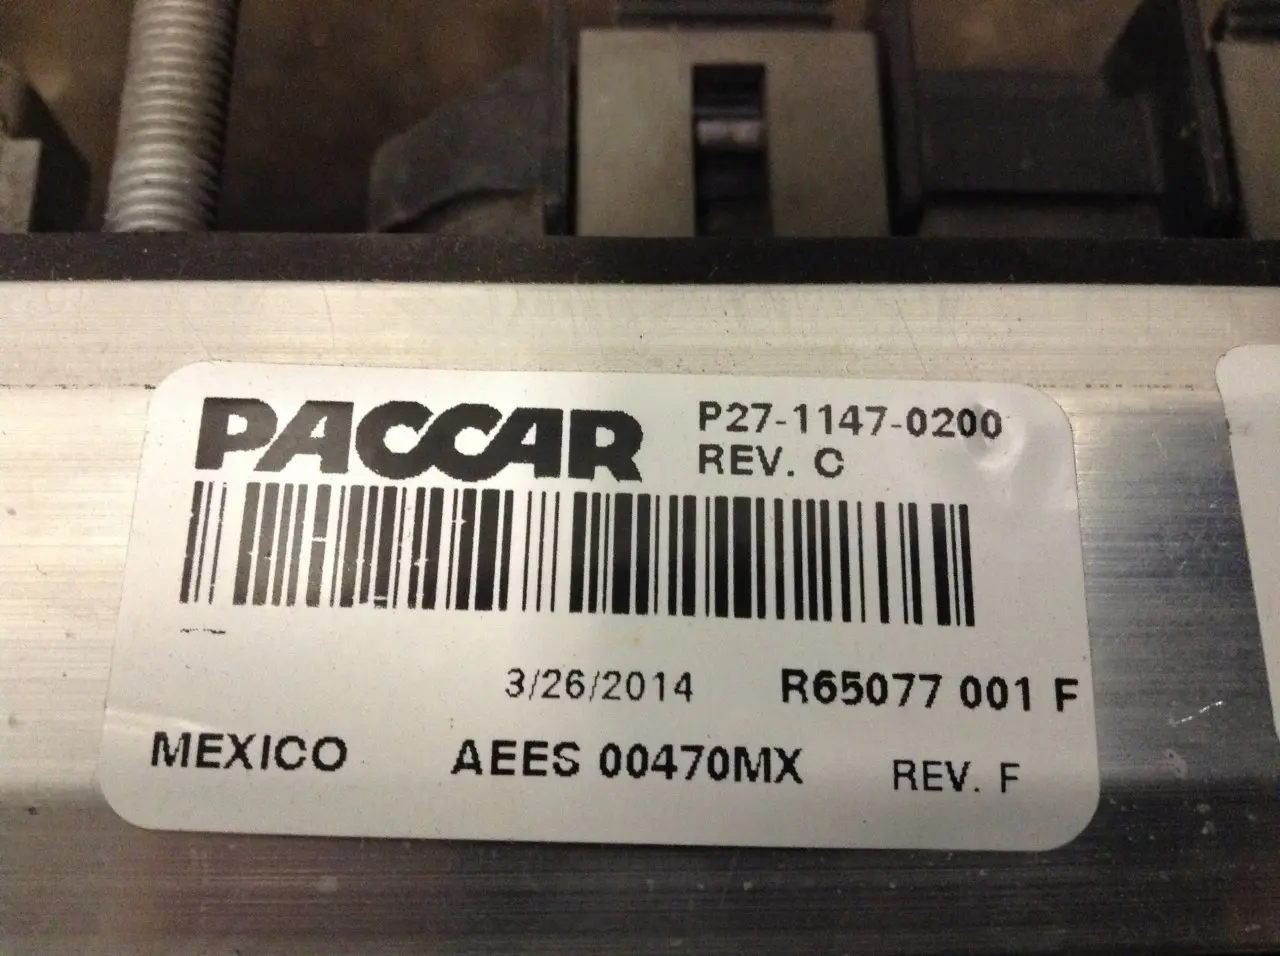 PACCAR
P27-1147-0200
REV. C
3/26/2014
R65077 001 F
MEXICO
AEES 00470MX
REV. F